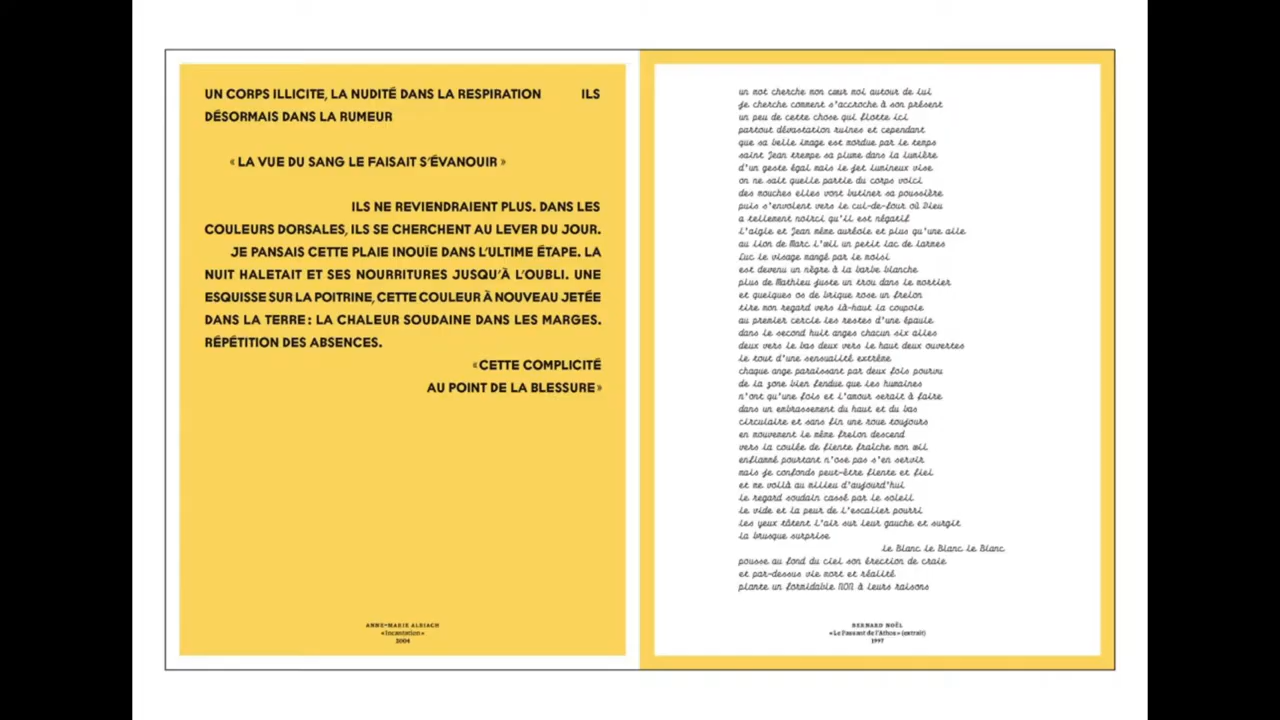 UN CORPS ILLICITE, LA NUDITÉ DANS LA RESPIRATION ILS
DÉSORMAIS DANS LA RUMEUR
« LA VUE DU SANG LE FAISAIT S'ÉVANOUIR »
ILS NE REVIENDRAIENT PLUS. DANS LES
COULEURS DORSALES, ILS SE CHERCHENT AU LEVER DU JOUR.
JE PANSAIS CETTE PLAIE INOUÏE DANS L'ULTIME ÉTAPE. LA
NUIT HALETAIT ET SES NOURRITURES JUSQU'À L'OUBLI. UNE
ESQUISSE SUR LA POITRINE, CETTE COULEUR À NOUVEAU JETÉE
DANS LA TERRE : LA CHALEUR SOUDAINE DANS LES MARGES.
RÉPÉTITION DES ABSENCES.
« CETTE COMPLICITÉ
AU POINT DE LA BLESSURE »
ANNE-MARIE ALBIACH
« Incantation »
2004
un mot cherche mon cœur moi autour de lui
je cherche comment s'accroche à son présent
un peu de cette chose qui flotte ici
partout dévastation ruines et cependant
que sa belle image est mordue par le temps
saint Jean trempe sa plume dans la lumière
d'un geste égal mais le jet lumineux vise
on ne sait quelle partie du corps voici
des mouches elles vont butiner sa poussière
puis s'envolent vers le cul-de-four où Dieu
a tellement noirci qu'il est négatif
l'aigle et Jean même auréole et plus qu'une aile
au lion de Marc l'œil un petit lac de larmes
Luc le visage mangé par le moisi
est devenu un nègre à la barbe blanche
plus de Mathieu juste un trou dans le mortier
et quelques os de brique rose un frelon
tire mon regard vers là-haut la coupole
au premier cercle les restes d'une épaule
dans le second huit anges chacun six ailes
deux vers le bas deux vers le haut deux ouvertes
le tout d'une sensualité extrême
chaque ange paraissant par deux fois pourvu
de la zone bien fendue que les humaines
n'ont qu'une fois et l'amour serait à faire
dans un embrassement du haut et du bas
circulaire et sans fin une roue toujours
en mouvement le même frelon descend
vers la coulée de fiente fraîche mon œil
enflammé pourtant n'ose pas s'en servir
mais je confonds peut-être fiente et fiel
et me voilà au milieu d'aujourd'hui
le regard soudain cassé par le soleil
le vide et la peur de l'escalier pourri
les yeux tâtent l'air sur leur gauche et surgit
la brusque surprise
le Blanc le Blanc le Blanc
pousse au fond du ciel son érection de craie
et par-dessus vie mort et réalité
plante un formidable NON à leurs raisons
BERNARD NOËL
« Le Passant de l'Athos » (extrait)
1997